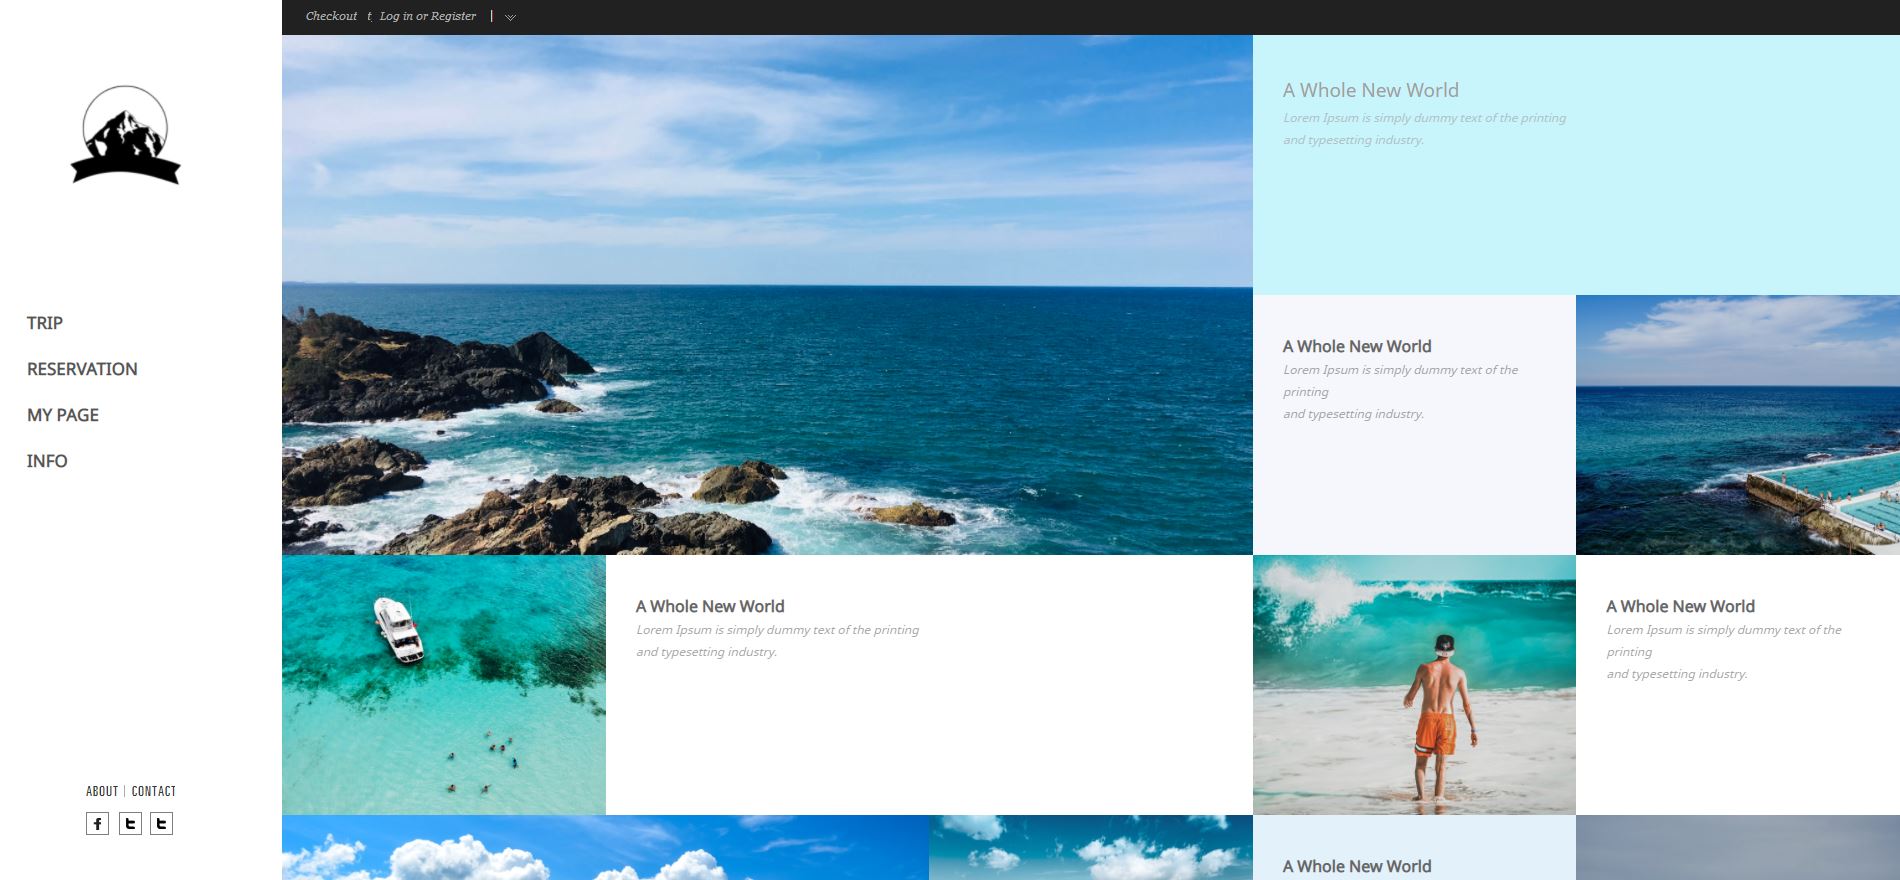 Checkout t Log in or Register |
TRIP
RESERVATION
MY PAGE
INFO
ABOUT | CONTACT
A Whole New World
Lorem Ipsum is simply dummy text of the printing
and typesetting industry.
A Whole New World
Lorem Ipsum is simply dummy text of the
printing
and typesetting industry.
A Whole New World
Lorem Ipsum is simply dummy text of the printing
and typesetting industry.
A Whole New World
Lorem Ipsum is simply dummy text of the
printing
and typesetting industry.
A Whole New World